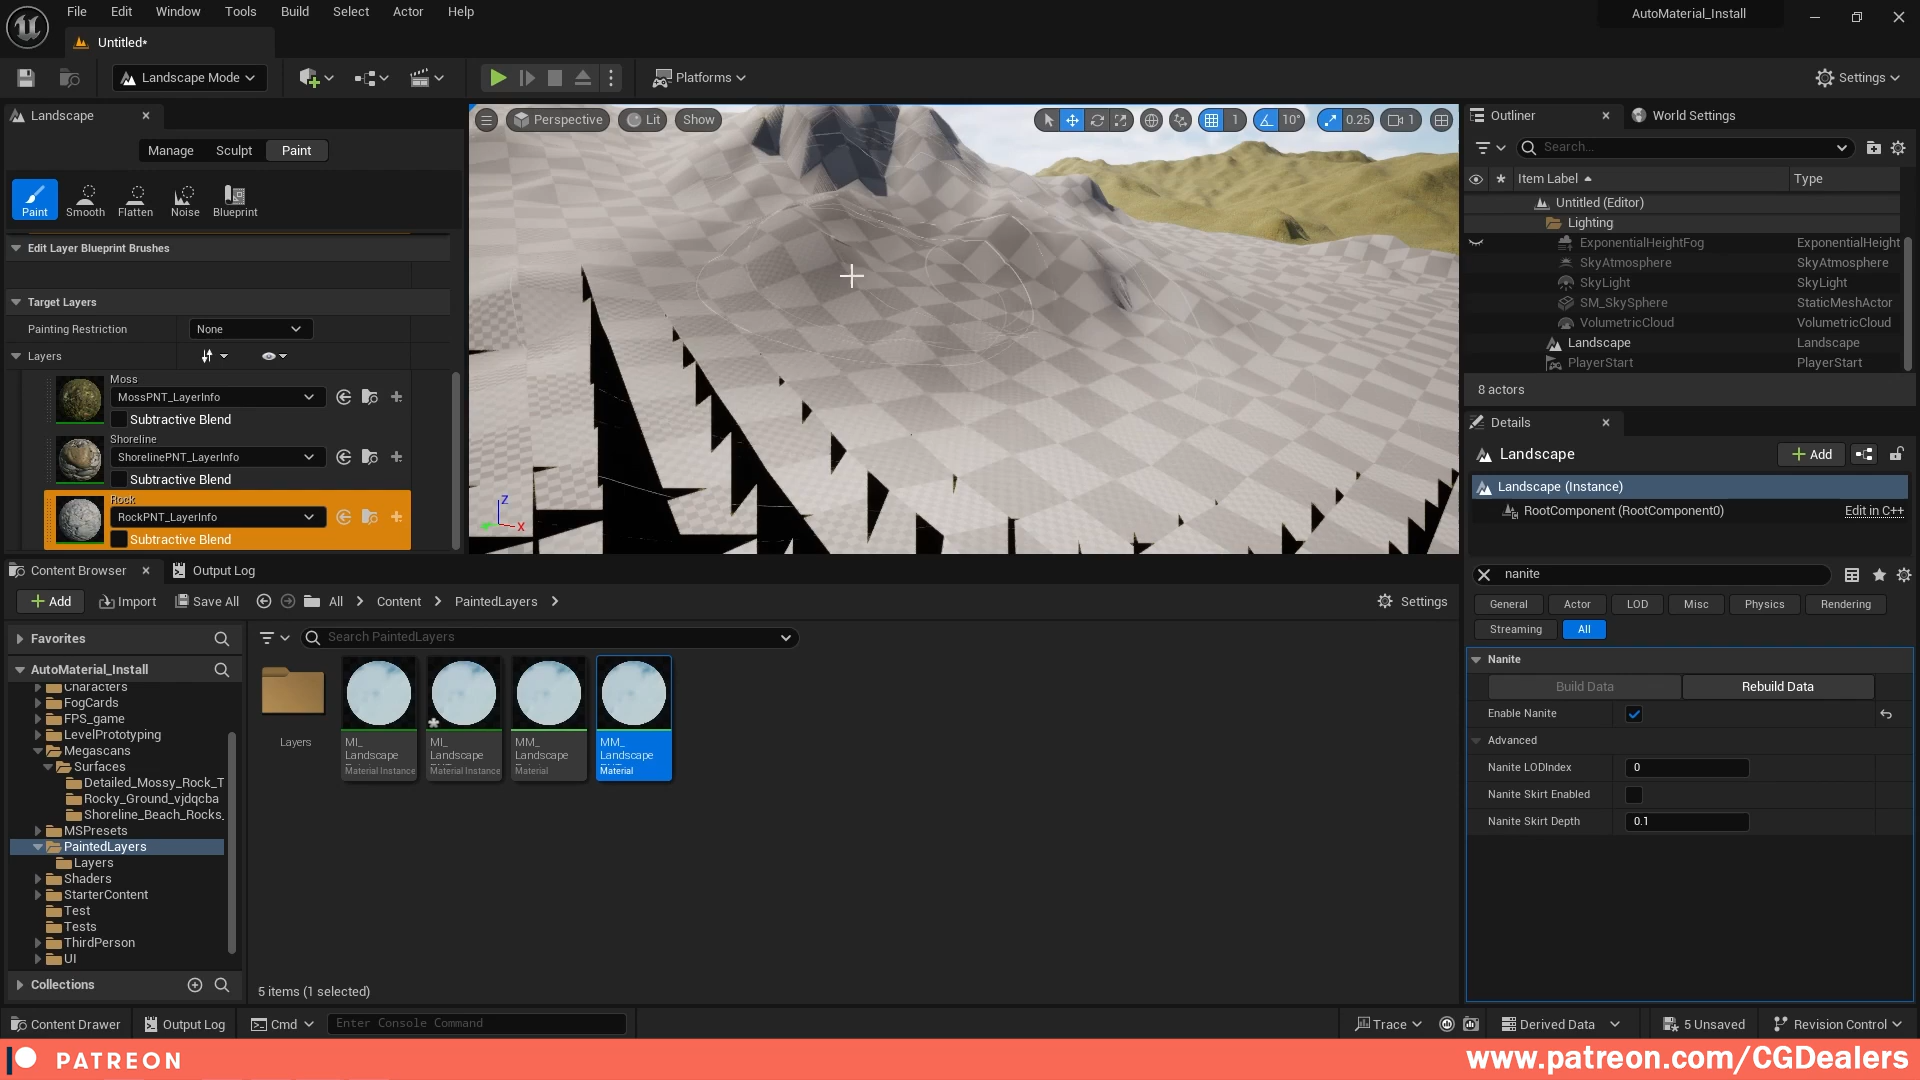 File Edit Window Tools Build Select Actor Help
AutoMaterial_Install
Untitled*
Landscape Mode
Platforms
Settings
Landscape
Manage Sculpt Paint
Paint Smooth Flatten Noise Blueprint
Edit Layer Blueprint Brushes
Target Layers
Painting Restriction None
Layers
Moss
MossPNT_LayerInfo
Subtractive Blend
Shoreline
ShorelinePNT_LayerInfo
Subtractive Blend
Rock
RockPNT_LayerInfo
Subtractive Blend
Perspective Lit Show
1 10° 0.25 1
Z
X
Outliner World Settings
Search...
Item Label Type
Untitled (Editor)
Lighting
ExponentialHeightFog ExponentialHeight
SkyAtmosphere SkyAtmosphere
SkyLight SkyLight
SM_SkySphere StaticMeshActor
VolumetricCloud VolumetricCloud
Landscape Landscape
PlayerStart PlayerStart
8 actors
Details
Landscape Add
Landscape (Instance)
RootComponent (RootComponent0) Edit in C++
nanite
General Actor LOD Misc Physics Rendering
Streaming All
Nanite
Build Data Rebuild Data
Enable Nanite
Advanced
Nanite LODIndex 0
Nanite Skirt Enabled
Nanite Skirt Depth 0.1
Content Browser Output Log
Add Import Save All All Content PaintedLayers Settings
Favorites
Search PaintedLayers
AutoMaterial_Install
Characters
FogCards
FPS_game
LevelPrototyping
Megascans
Surfaces
Detailed_Mossy_Rock_T
Rocky_Ground_vjdqcba
Shoreline_Beach_Rocks_
MSPresets
PaintedLayers
Layers
Shaders
StarterContent
Test
Tests
ThirdPerson
UI
Collections
Layers
MI_
Landscape
Material Instance
MI_
Landscape
Material Instance
MM_
Landscape
Material
MM_
Landscape
Material
5 items (1 selected)
Content Drawer Output Log Cmd Enter Console Command
Trace Derived Data 5 Unsaved Revision Control
PATREON
www.patreon.com/CGDealers